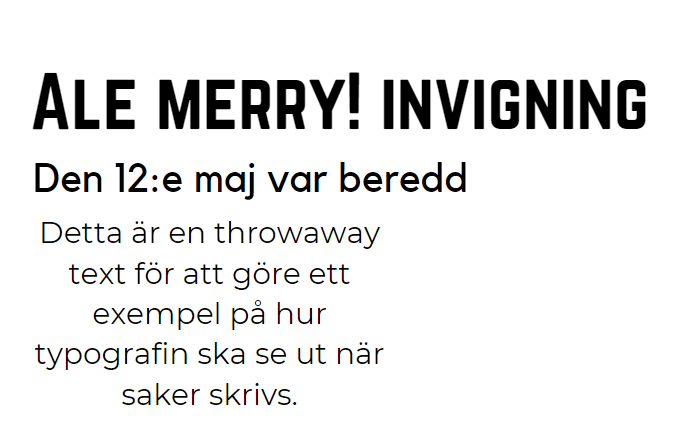 Ale merry! invigning
Den 12:e maj var beredd
Detta är en throwaway
text för att göre ett
exempel på hur
typografin ska se ut när
saker skrivs.